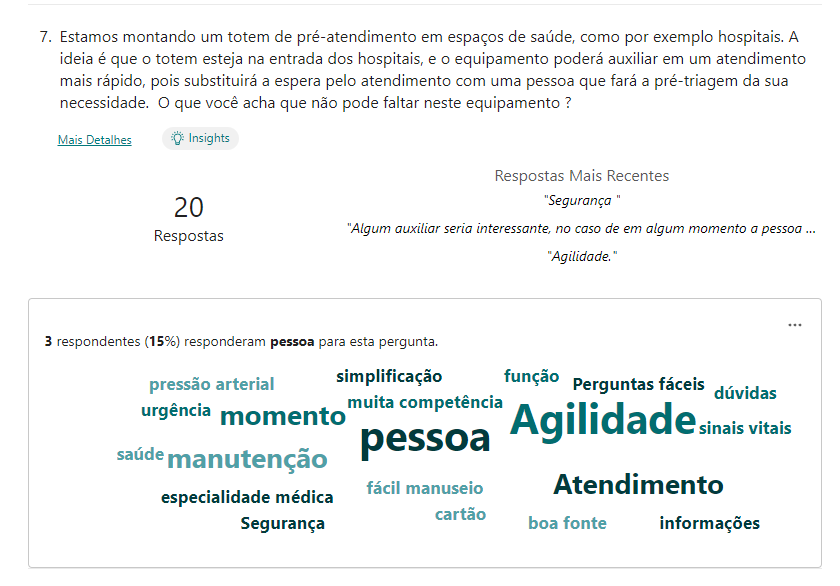 7. Estamos montando um totem de pré-atendimento em espaços de saúde, como por exemplo hospitais. A
ideia é que o totem esteja na entrada dos hospitais, e o equipamento poderá auxiliar em um atendimento
mais rápido, pois substituirá a espera pelo atendimento com uma pessoa que fará a pré-triagem da sua
necessidade.  O que você acha que não pode faltar neste equipamento ?
Mais Detalhes
Insights
20
Respostas
Respostas Mais Recentes
"Segurança "
"Algum auxiliar seria interessante, no caso de em algum momento a pessoa ...
"Agilidade."
...
3 respondentes (15%) responderam pessoa para esta pergunta.
simplificação função
pressão arterial Perguntas fáceis dúvidas
urgência momento muita competência Agilidade
pessoa sinais vitais
saúde manutenção
Atendimento
especialidade médica fácil manuseio
Segurança cartão boa fonte informações